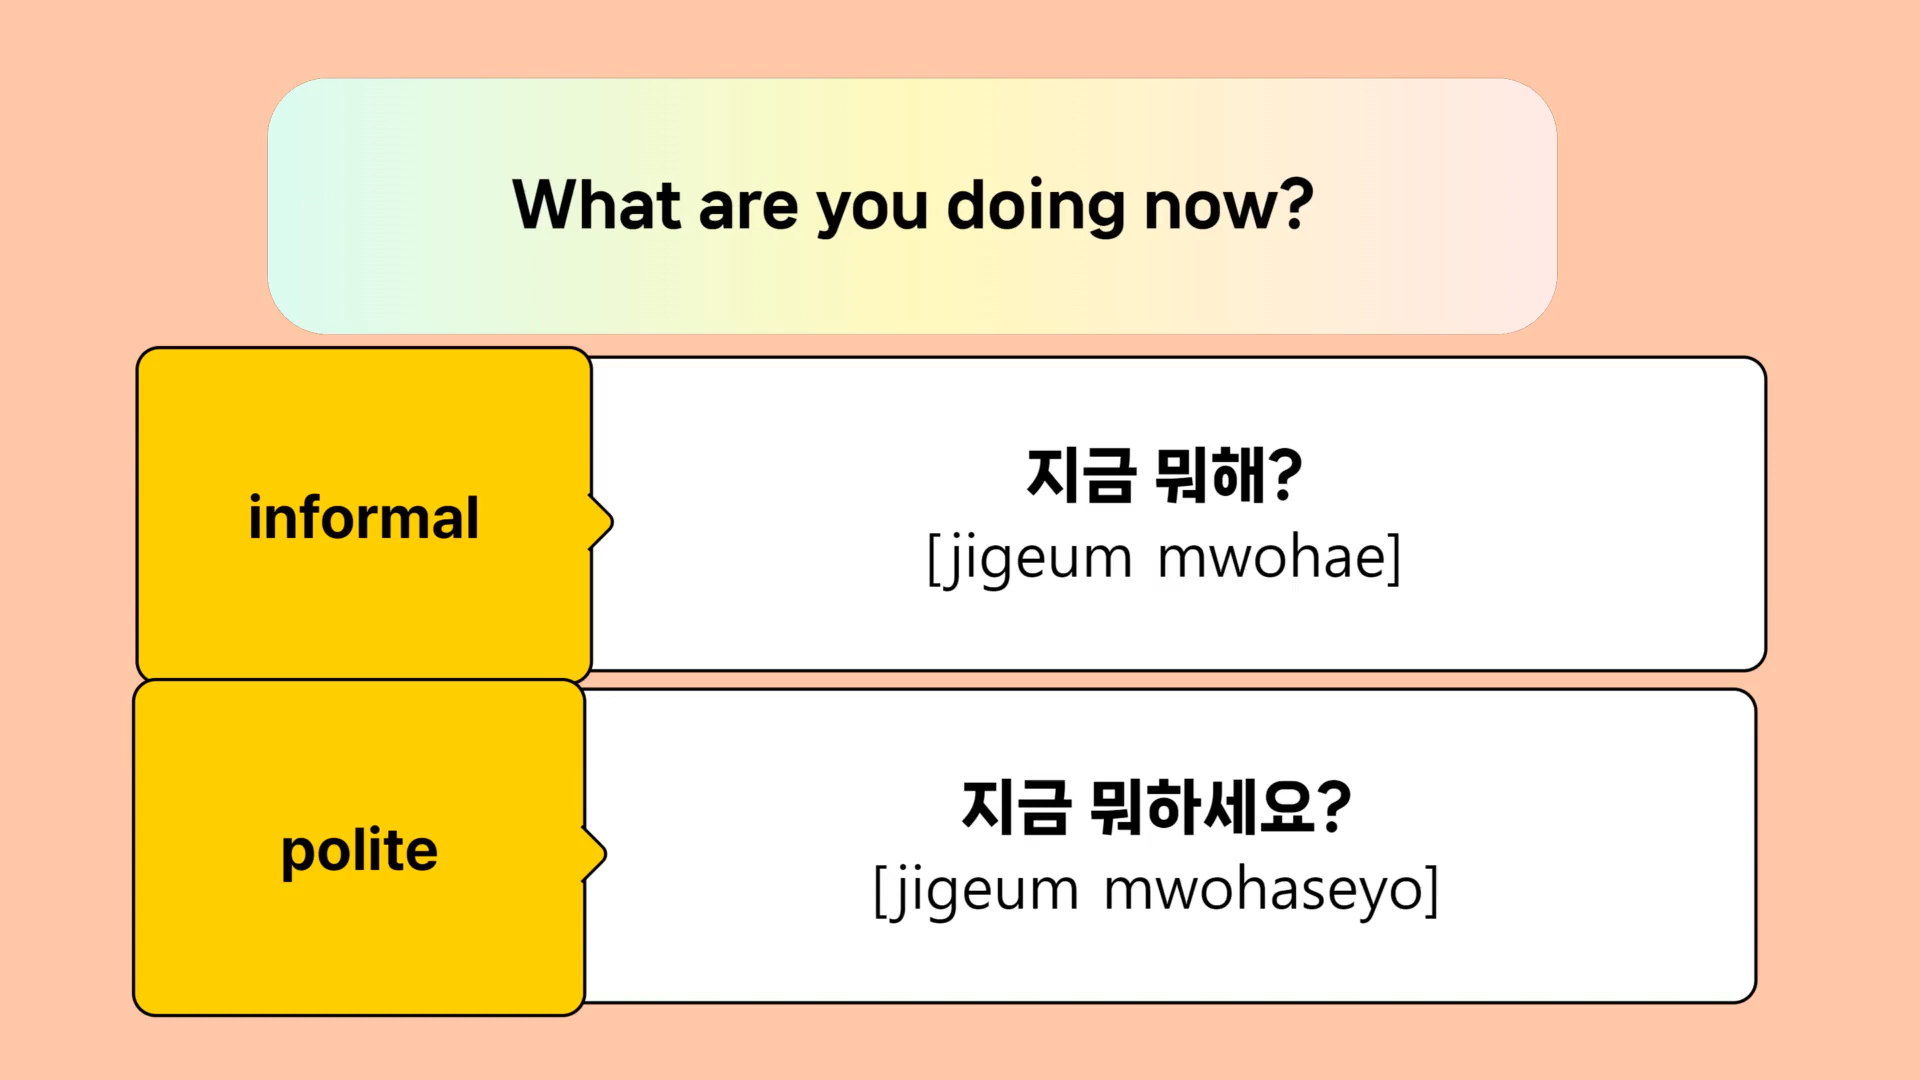 What are you doing now?
informal
지금 뭐해?
[jigeum mwohae]
polite
지금 뭐하세요?
[jigeum mwohaseyo]